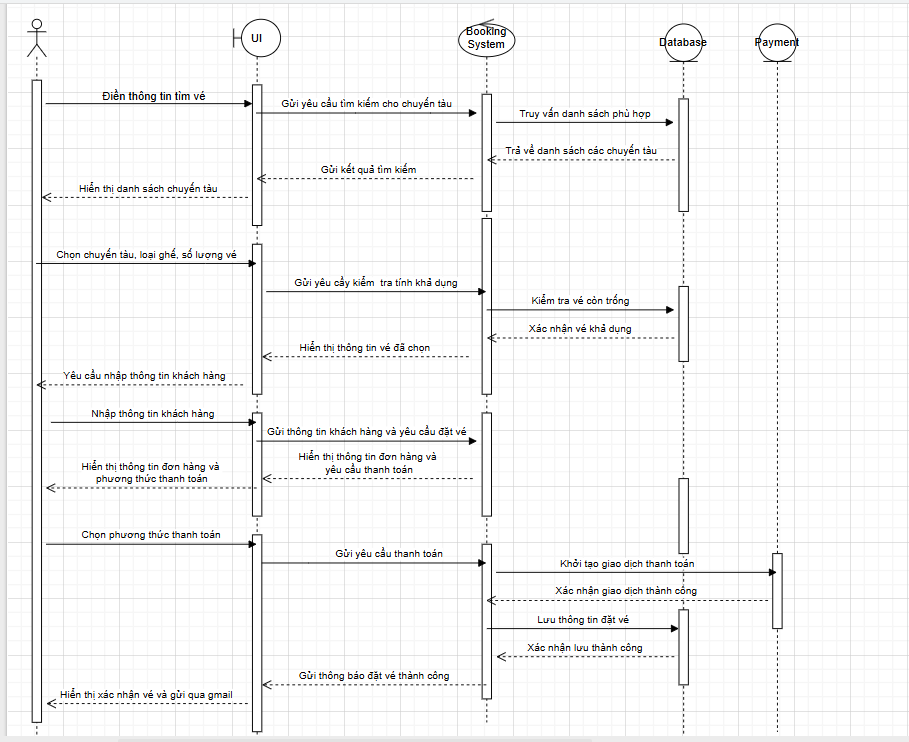 UI
Booking
System
Database
Payment
Điền thông tin tìm vé
Gửi yêu cầu tìm kiếm cho chuyến tàu
Truy vấn danh sách phù hợp
Trả về danh sách các chuyến tàu
Gửi kết quả tìm kiếm
Hiển thị danh sách chuyến tàu
Chọn chuyến tàu, loại ghế, số lượng vé
Gửi yêu cầy kiểm tra tính khả dụng
Kiểm tra vé còn trống
Xác nhận vé khả dụng
Hiển thị thông tin vé đã chọn
Yêu cầu nhập thông tin khách hàng
Nhập thông tin khách hàng
Gửi thông tin khách hàng và yêu cầu đặt vé
Hiển thị thông tin đơn hàng và
yêu cầu thanh toán
Hiển thị thông tin đơn hàng và
phương thức thanh toán
Chọn phương thức thanh toán
Gửi yêu cầu thanh toán
Khởi tạo giao dịch thanh toán
Xác nhận giao dịch thành công
Lưu thông tin đặt vé
Xác nhận lưu thành công
Gửi thông báo đặt vé thành công
Hiển thị xác nhận vé và gửi qua gmail